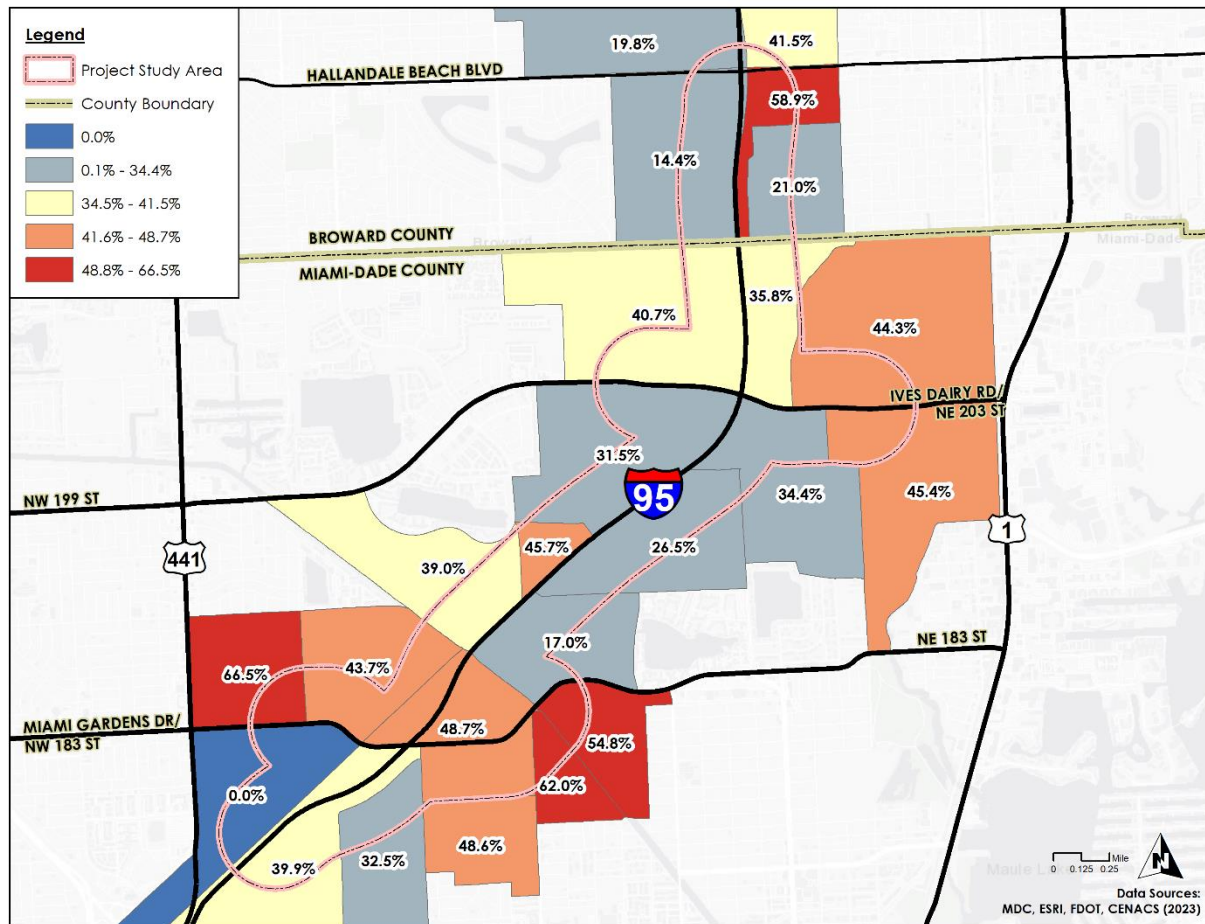 Legend
Project Study Area
County Boundary
0.0%
0.1% - 34.4%
34.5% - 41.5%
41.6% - 48.7%
48.8% - 66.5%
19.8%
41.5%
HALLANDALE BEACH BLVD
58.9%
14.4%
21.0%
BROWARD COUNTY
Broward
Broward
MIAMI-DADE COUNTY
Miami-Dade
35.8%
40.7%
44.3%
IVES DAIRY RD/
NE 203 ST
31.5%
95
34.4%
45.4%
NW 199 ST
1
441
45.7%
26.5%
39.0%
17.0%
NE 183 ST
66.5%
43.7%
MIAMI GARDENS DR/
NW 183 ST
48.7%
54.8%
0.0%
62.0%
48.6%
32.5%
39.9%
0 0.125 0.25 Mile
N
Maule Lake
Data Sources:
MDC, ESRI, FDOT, CENACS (2023)